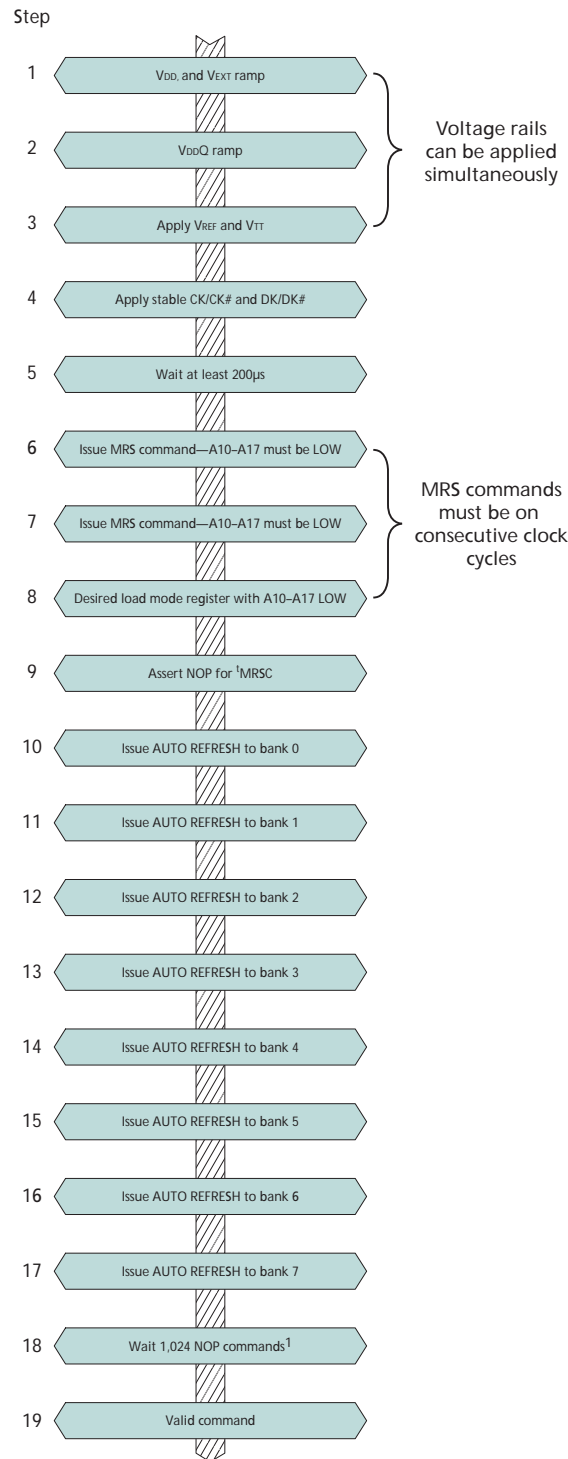 Step
1 VDD, and VEXT ramp
2 VDDQ ramp
3 Apply VREF and VTT
Voltage rails
can be applied
simultaneously
4 Apply stable CK/CK# and DK/DK#
5 Wait at least 200µs
6 Issue MRS command—A10–A17 must be LOW
7 Issue MRS command—A10–A17 must be LOW
8 Desired load mode register with A10–A17 LOW
MRS commands
must be on
consecutive clock
cycles
9 Assert NOP for tMRSC
10 Issue AUTO REFRESH to bank 0
11 Issue AUTO REFRESH to bank 1
12 Issue AUTO REFRESH to bank 2
13 Issue AUTO REFRESH to bank 3
14 Issue AUTO REFRESH to bank 4
15 Issue AUTO REFRESH to bank 5
16 Issue AUTO REFRESH to bank 6
17 Issue AUTO REFRESH to bank 7
18 Wait 1,024 NOP commands1
19 Valid command